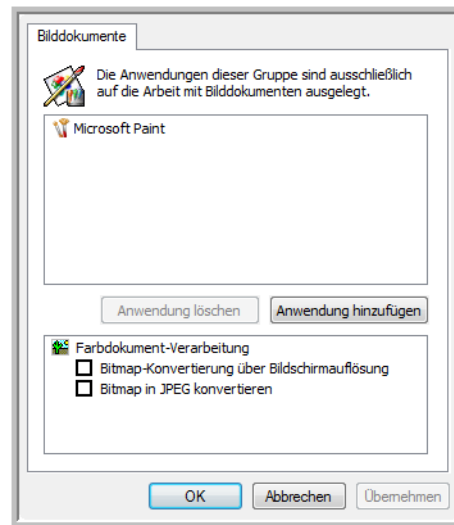 Bilddokumente
Die Anwendungen dieser Gruppe sind ausschließlich
auf die Arbeit mit Bilddokumenten ausgelegt.
Microsoft Paint
Anwendung löschen Anwendung hinzufügen
Farbdokument-Verarbeitung
Bitmap-Konvertierung über Bildschirmauflösung
Bitmap in JPEG konvertieren
OK Abbrechen Übernehmen